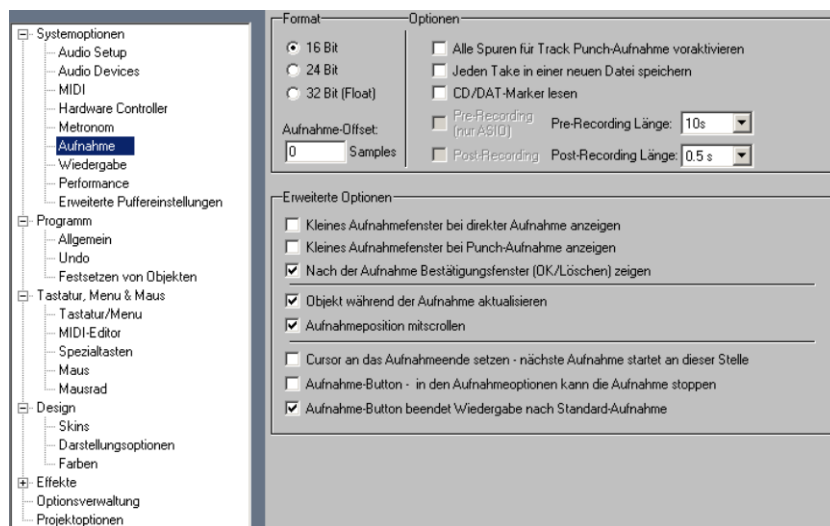 Systemoptionen
Audio Setup
Audio Devices
MIDI
Hardware Controller
Metronom
Aufnahme
Wiedergabe
Performance
Erweiterte Puffereinstellungen
Programm
Allgemein
Undo
Festsetzen von Objekten
Tastatur, Menu & Maus
Tastatur/Menu
MIDI-Editor
Spezialtasten
Maus
Mausrad
Design
Skins
Darstellungsoptionen
Farben
Effekte
Optionsverwaltung
Projektoptionen
Format
16 Bit
24 Bit
32 Bit (Float)
Aufnahme-Offset:
0 Samples
Optionen
Alle Spuren für Track Punch-Aufnahme voraktivieren
Jeden Take in einer neuen Datei speichern
CD/DAT-Marker lesen
Pre-Recording
(nur ASIO)
Pre-Recording Länge: 10s
Post-Recording Post-Recording Länge: 0.5 s
Erweiterte Optionen
Kleines Aufnahmefenster bei direkter Aufnahme anzeigen
Kleines Aufnahmefenster bei Punch-Aufnahme anzeigen
Nach der Aufnahme Bestätigungsfenster (OK/Löschen) zeigen
Objekt während der Aufnahme aktualisieren
Aufnahmeposition mitscrollen
Cursor an das Aufnahmeende setzen - nächste Aufnahme startet an dieser Stelle
Aufnahme-Button - in den Aufnahmeoptionen kann die Aufnahme stoppen
Aufnahme-Button beendet Wiedergabe nach Standard-Aufnahme